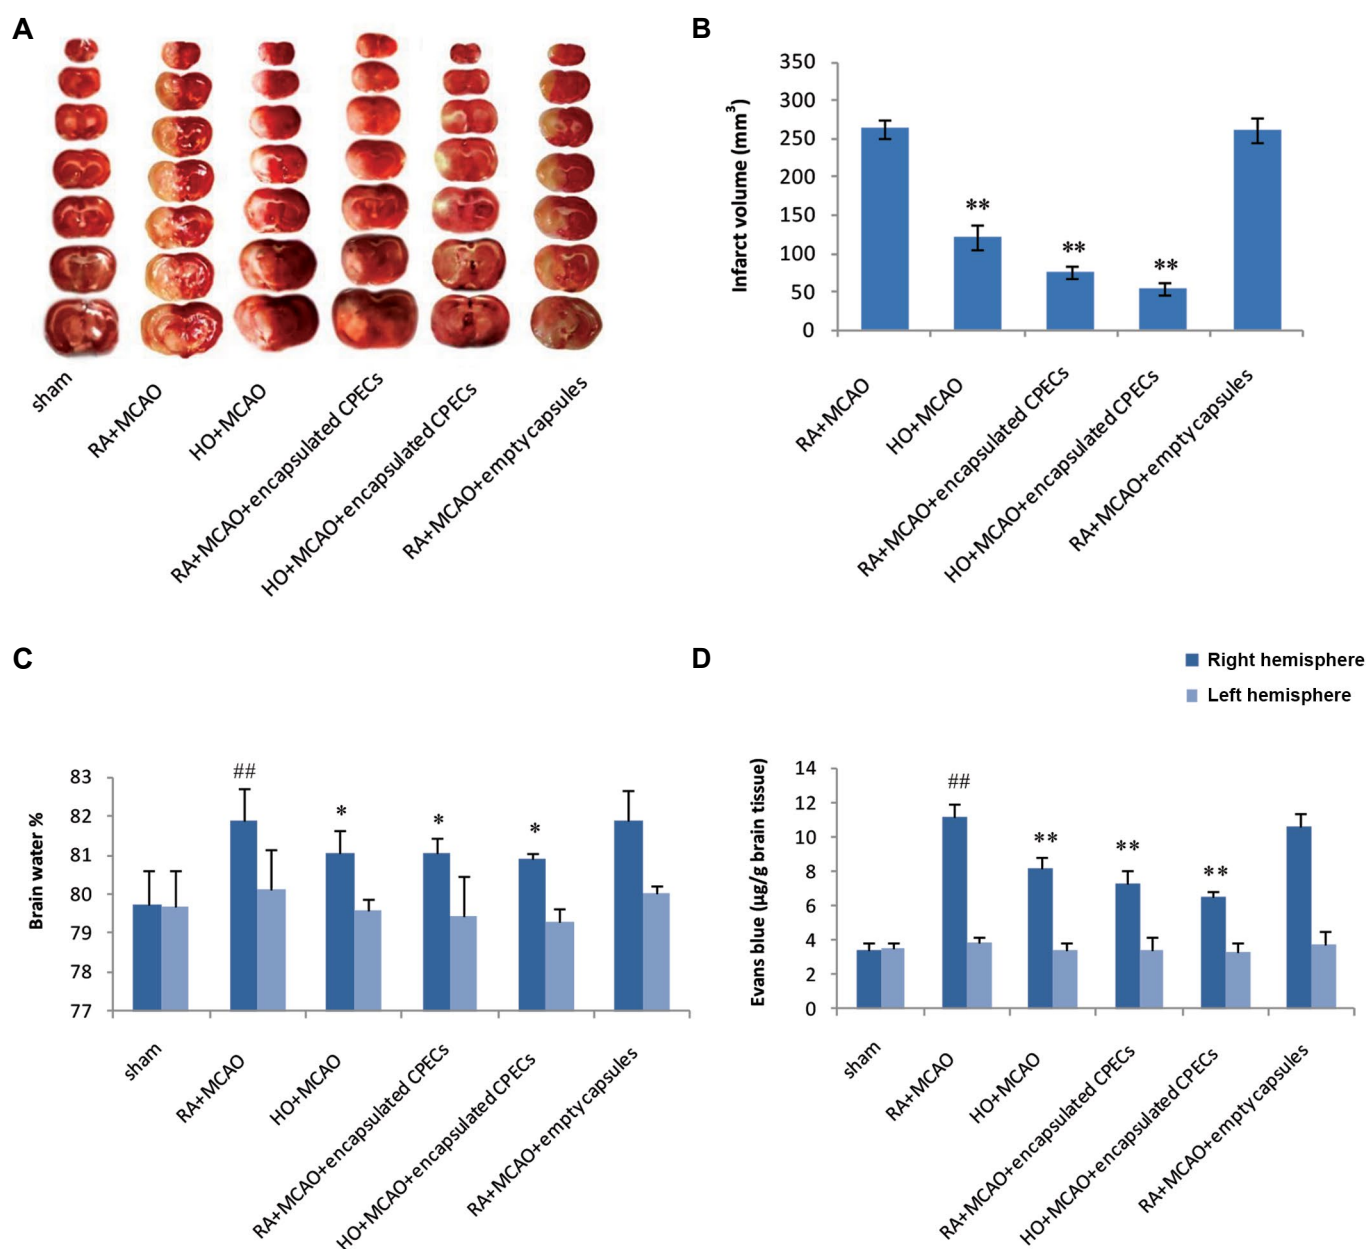 A
sham
RA+MCAO
HO+MCAO
RA+MCAO+encapsulated CPECs
HO+MCAO+encapsulated CPECs
RA+MCAO+empty capsules
B
Infarct volume (mm³)
350
300
250
200
150
100
50
0
**
**
**
RA+MCAO
HO+MCAO
RA+MCAO+encapsulated CPECs
HO+MCAO+encapsulated CPECs
RA+MCAO+empty capsules
C
Brain water %
83
82
81
80
79
78
77
##
*
*
*
sham
RA+MCAO
HO+MCAO
RA+MCAO+encapsulated CPECs
HO+MCAO+encapsulated CPECs
RA+MCAO+empty capsules
D
Right hemisphere
Left hemisphere
Evans blue (µg/g brain tissue)
14
12
10
8
6
4
2
0
##
**
**
**
sham
RA+MCAO
HO+MCAO
RA+MCAO+encapsulated CPECs
HO+MCAO+encapsulated CPECs
RA+MCAO+empty capsules